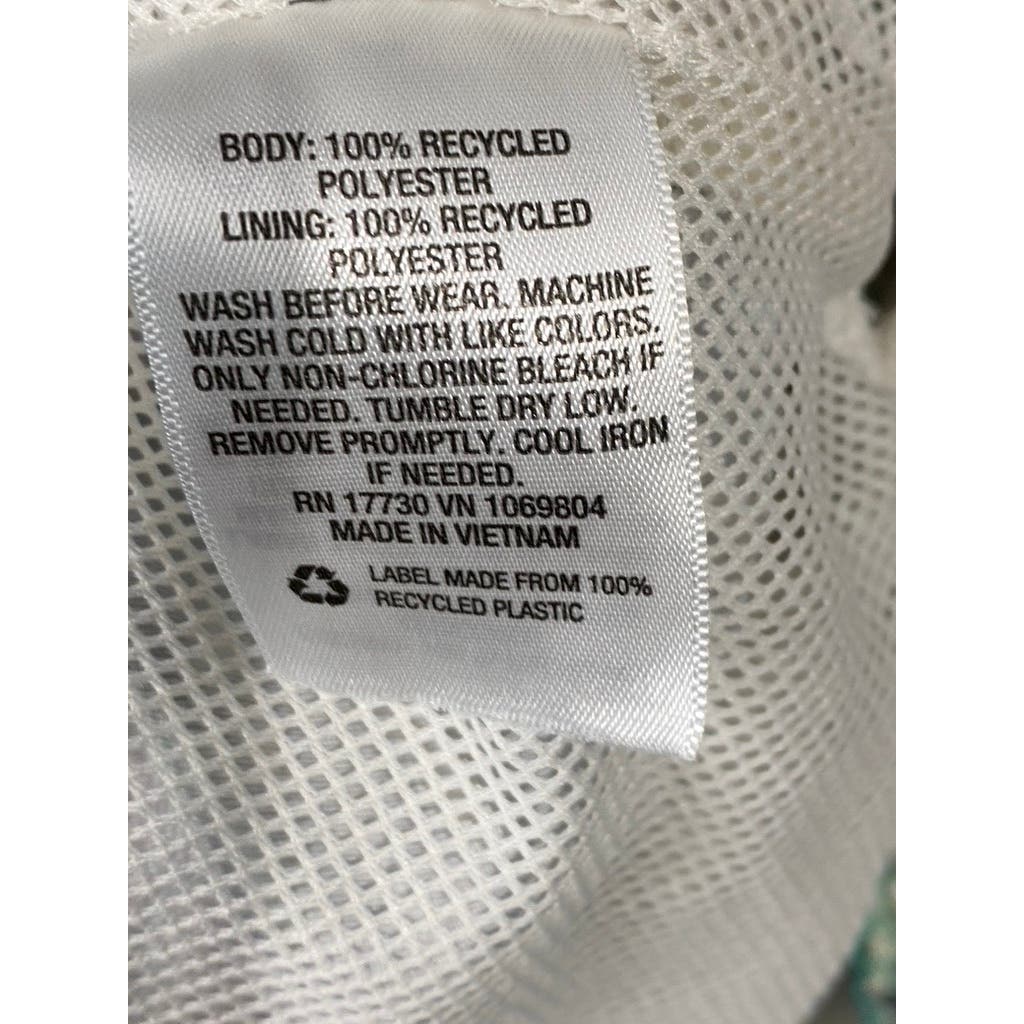 BODY: 100% RECYCLED
POLYESTER
LINING: 100% RECYCLED
POLYESTER
WASH BEFORE WEAR. MACHINE
WASH COLD WITH LIKE COLORS.
ONLY NON-CHLORINE BLEACH IF
NEEDED. TUMBLE DRY LOW.
REMOVE PROMPTLY. COOL IRON
IF NEEDED.
RN 17730 VN 1069804
MADE IN VIETNAM
LABEL MADE FROM 100%
RECYCLED PLASTIC